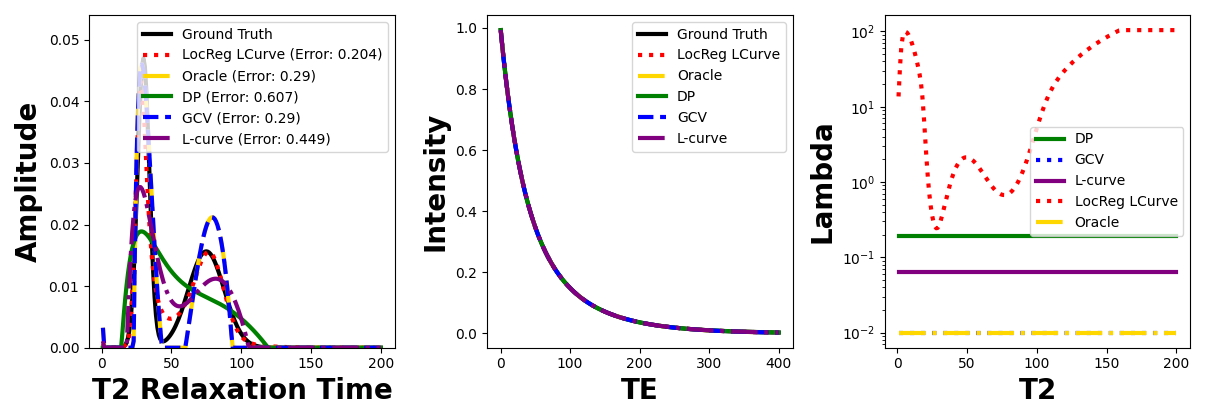 Amplitude
0.05
0.04
0.03
0.02
0.01
0.00
Ground Truth
LocReg LCurve (Error: 0.204)
Oracle (Error: 0.29)
DP (Error: 0.607)
GCV (Error: 0.29)
L-curve (Error: 0.449)
0 50 100 150 200
T2 Relaxation Time
Intensity
1.0
0.8
0.6
0.4
0.2
0.0
Ground Truth
LocReg LCurve
Oracle
DP
GCV
L-curve
0 100 200 300 400
TE
Lambda
10²
10¹
10⁰
10⁻¹
10⁻²
DP
GCV
L-curve
LocReg LCurve
Oracle
0 50 100 150 200
T2